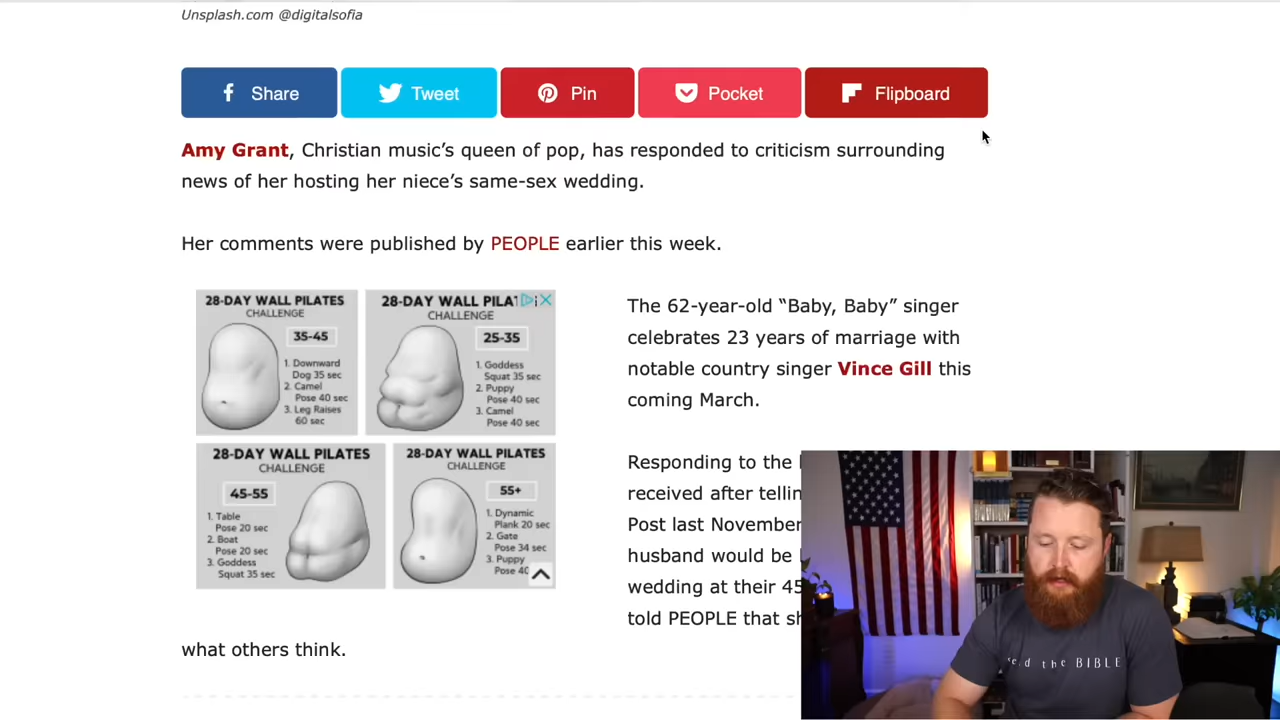 Unsplash.com @digitalsofia
Share
Tweet
Pin
Pocket
Flipboard
Amy Grant, Christian music’s queen of pop, has responded to criticism surrounding
news of her hosting her niece’s same-sex wedding.
Her comments were published by PEOPLE earlier this week.
28-DAY WALL PILATES
CHALLENGE
35-45
1. Downward
Dog 35 sec
2. Camel
Pose 40 sec
3. Leg Raises
60 sec
28-DAY WALL
CHALLENGE
25-35
1. Goddess
Squat 35 sec
2. Puppy
Pose 40 sec
3. Camel
Pose 40 sec
28-DAY WALL PILATES
CHALLENGE
45-55
1. Table
Pose 20 sec
2. Boat
Pose 20 sec
3. Goddess
Squat 35 sec
28-DAY WALL PILATES
CHALLENGE
55+
1. Dynamic
Plank 20 sec
2. Gate
Pose 34 sec
3. Puppy
Pose
The 62-year-old “Baby, Baby” singer
celebrates 23 years of marriage with
notable country singer Vince Gill this
coming March.
Responding to the
received after
Post last November
husband would be
wedding at their
told PEOPLE that
what others think.
the BIBLE